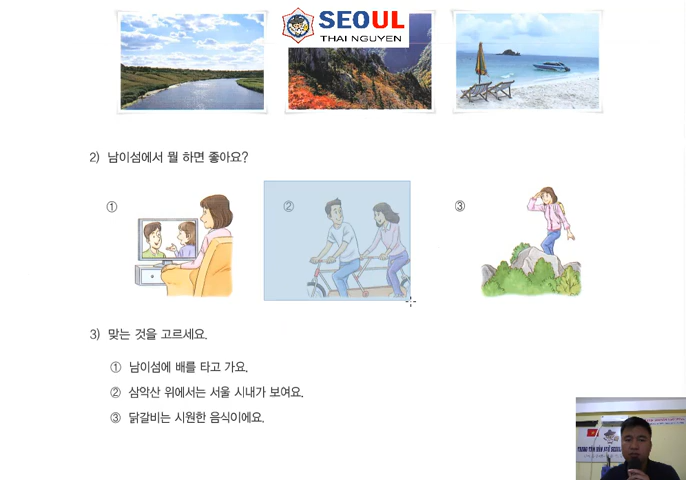 SEOUL
THAI NGUYEN
2) 남이섬에서 뭘 하면 좋아요?
① ② ③
3) 맞는 것을 고르세요.
① 남이섬에 배를 타고 가요.
② 삼악산 위에서는 서울 시내가 보여요.
③ 닭갈비는 시원한 음식이에요.